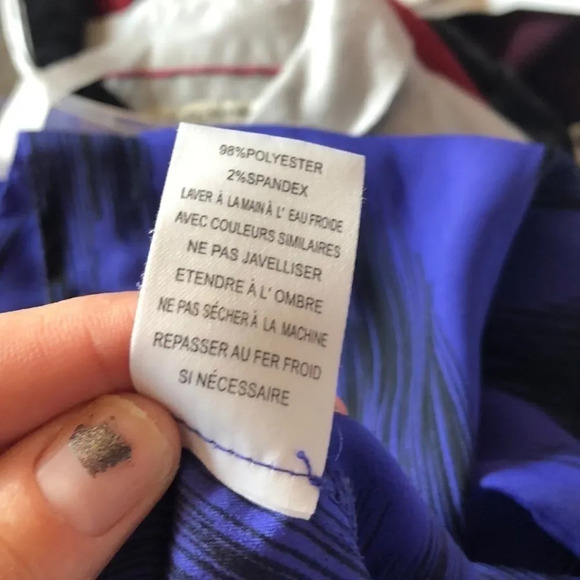 98%POLYESTER
2%SPANDEX
LAVER À LA MAIN À L' EAU FROIDE
AVEC COULEURS SIMILAIRES
NE PAS JAVELLISER
ETENDRE À L' OMBRE
NE PAS SÉCHER À LA MACHINE
REPASSER AU FER FROID
SI NÉCESSAIRE